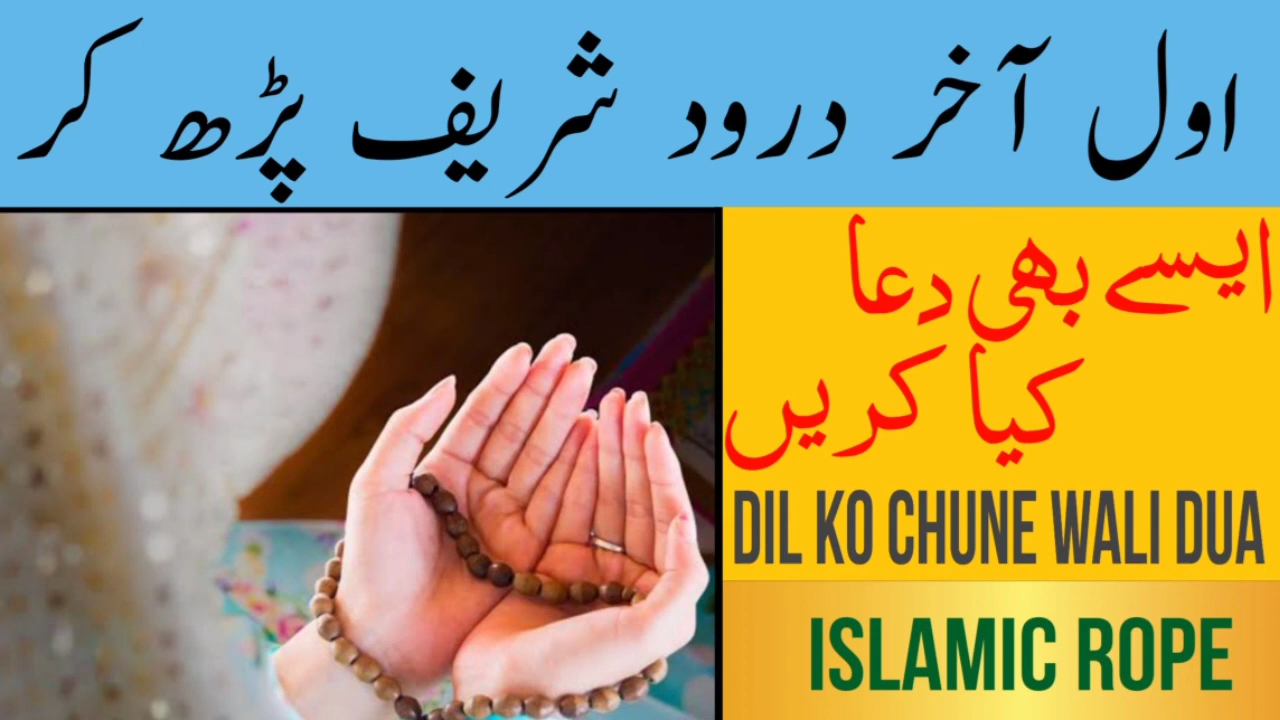 اول آخر درود شریف پڑھ کر
ایسے بھی دعا
کیا کریں
DIL KO CHUNE WALI DUA
ISLAMIC ROPE